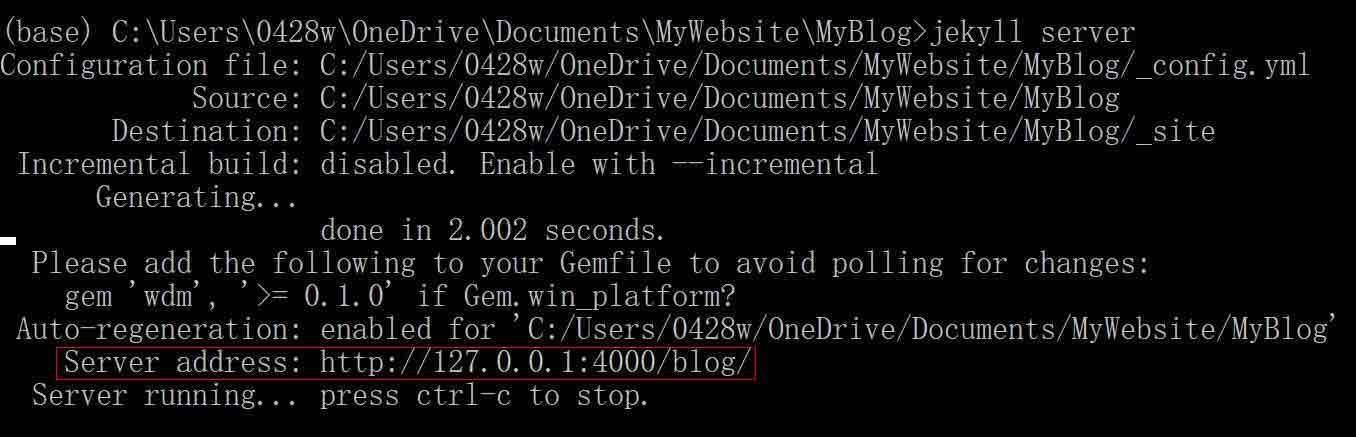 (base) C:\Users\0428w\OneDrive\Documents\MyWebsite\MyBlog>jekyll server
Configuration file: C:/Users/0428w/OneDrive/Documents/MyWebsite/MyBlog/_config.yml
Source: C:/Users/0428w/OneDrive/Documents/MyWebsite/MyBlog
Destination: C:/Users/0428w/OneDrive/Documents/MyWebsite/MyBlog/_site
Incremental build: disabled. Enable with --incremental
Generating...
done in 2.002 seconds.
Please add the following to your Gemfile to avoid polling for changes:
gem 'wdm', '>= 0.1.0' if Gem.win_platform?
Auto-regeneration: enabled for 'C:/Users/0428w/OneDrive/Documents/MyWebsite/MyBlog'
Server address: http://127.0.0.1:4000/blog/
Server running... press ctrl-c to stop.